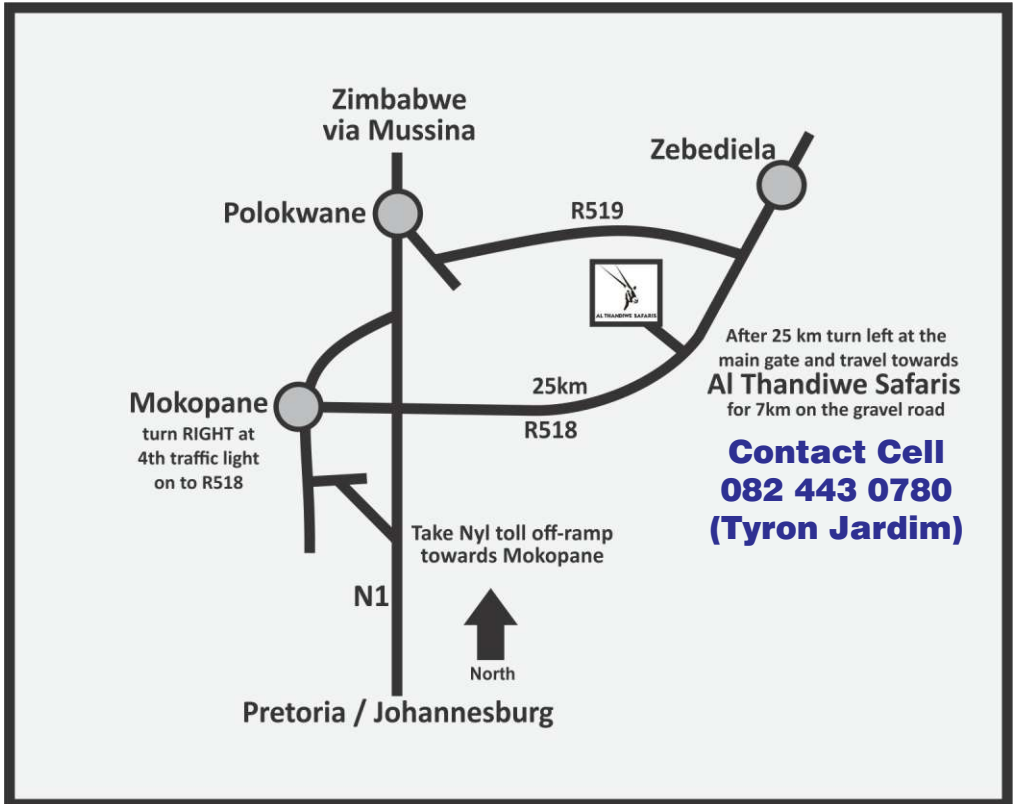 Zimbabwe
via Mussina
Zebediela
Polokwane
R519
AL THANDIWE SAFARIS
After 25 km turn left at the
main gate and travel towards
Al Thandiwe Safaris
for 7km on the gravel road
25km
R518
Mokopane
turn RIGHT at
4th traffic light
on to R518
Contact Cell
082 443 0780
(Tyron Jardim)
Take Nyl toll off-ramp
towards Mokopane
N1
North
Pretoria / Johannesburg